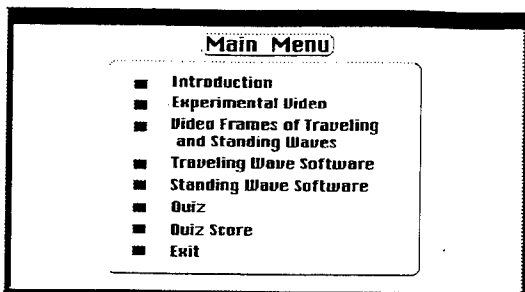 Main Menu
Introduction
Experimental Video
Video Frames of Traveling
and Standing Waves
Traveling Wave Software
Standing Wave Software
Quiz
Quiz Score
Exit